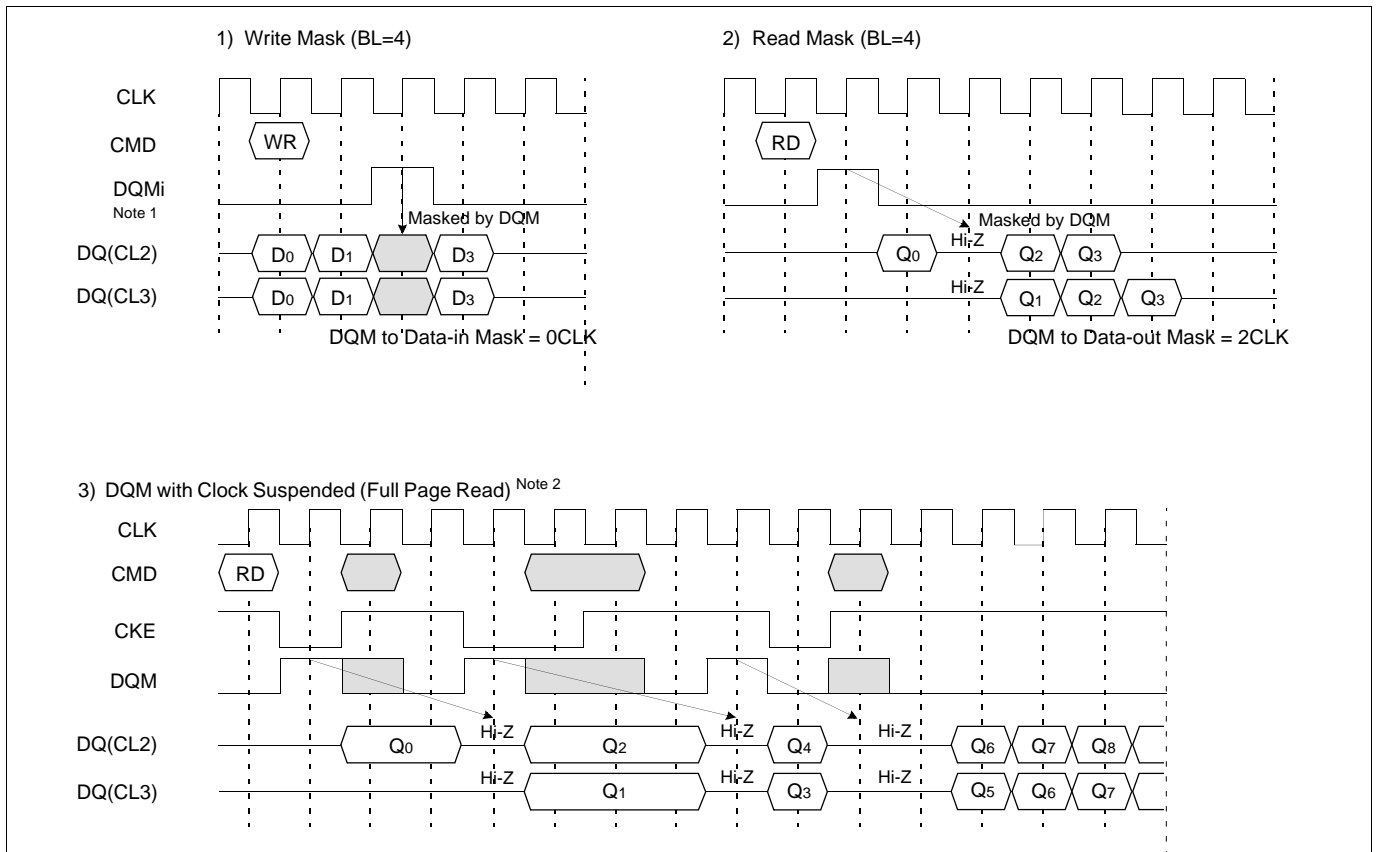 1) Write Mask (BL=4)
CLK
CMD
WR
DQMi
Note 1
Masked by DQM
DQ(CL2)
D0 D1 D3
DQ(CL3)
D0 D1 D3
DQM to Data-in Mask = 0CLK
2) Read Mask (BL=4)
RD
Masked by DQM
Hi-Z
Q0 Q2 Q3
Hi-Z
Q1 Q2 Q3
DQM to Data-out Mask = 2CLK
3) DQM with Clock Suspended (Full Page Read) Note 2
CLK
CMD
RD
CKE
DQM
DQ(CL2)
Q0 Hi-Z Q2 Hi-Z Q4 Hi-Z Q6 Q7 Q8
DQ(CL3)
Hi-Z Q1 Hi-Z Q3 Hi-Z Q5 Q6 Q7